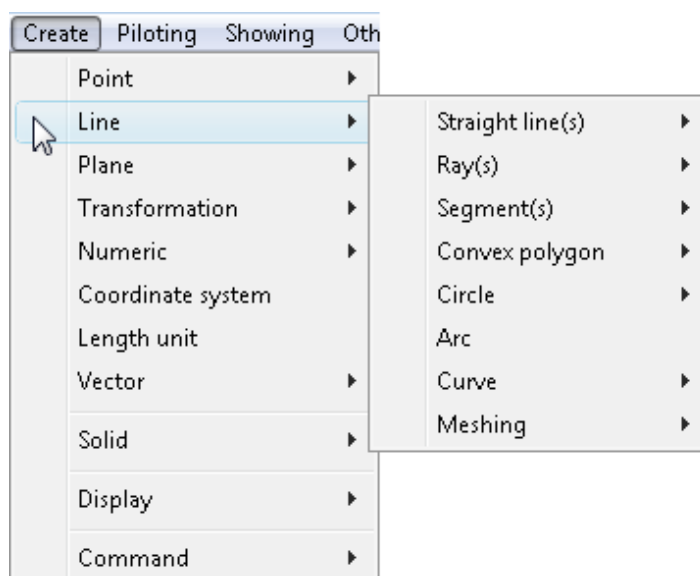 Create Piloting Showing Oth
Point
Line
Plane
Transformation
Numeric
Coordinate system
Length unit
Vector
Solid
Display
Command
Straight line(s)
Ray(s)
Segment(s)
Convex polygon
Circle
Arc
Curve
Meshing